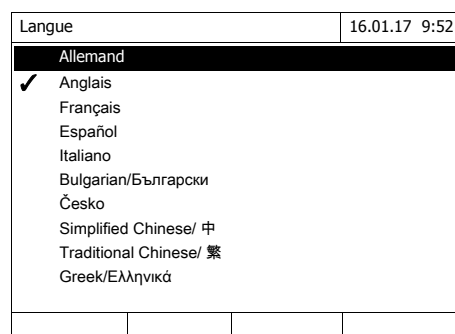 Langue 16.01.17 9:52
Allemand
✓ Anglais
Français
Español
Italiano
Bulgarian/Български
Česko
Simplified Chinese/ 中
Traditional Chinese/ 繁
Greek/Ελληνικά